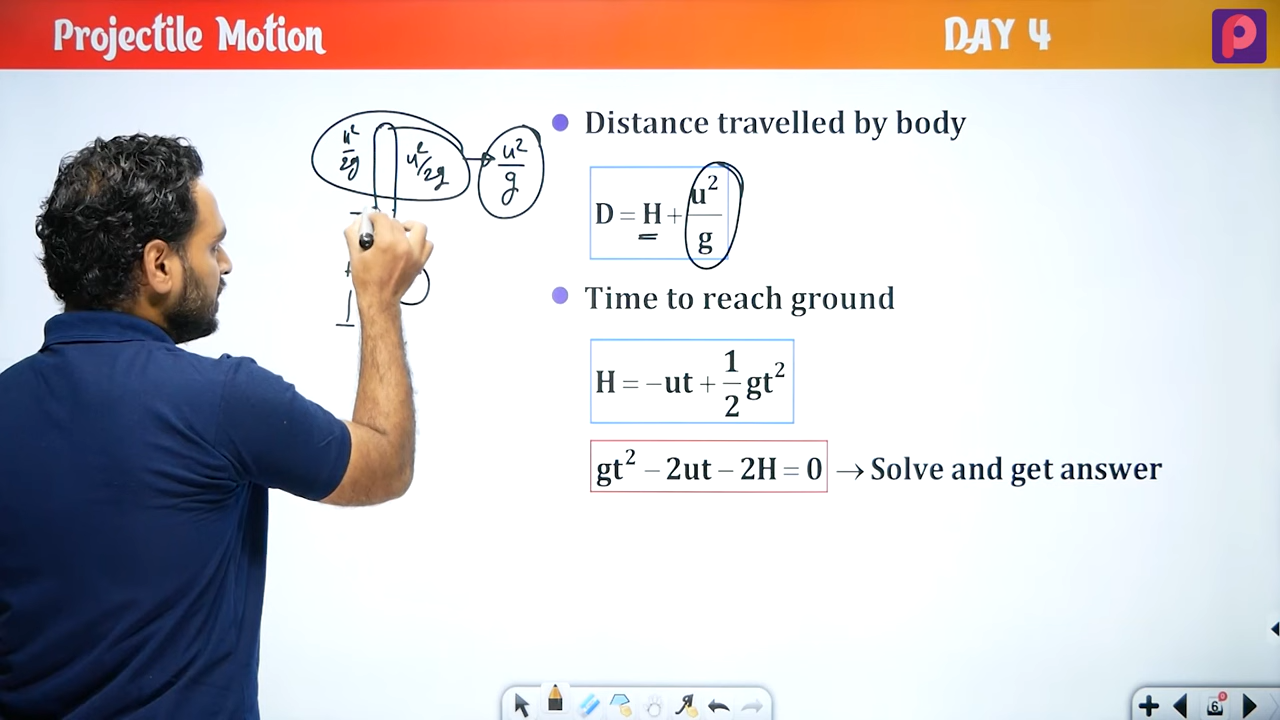 Projectile Motion
DAY 4
u²/2g
u²/2g
u²/g
Distance travelled by body
D = H + u²/g
Time to reach ground
H = −ut + 1/2 gt²
gt² − 2ut − 2H = 0 → Solve and get answer
6